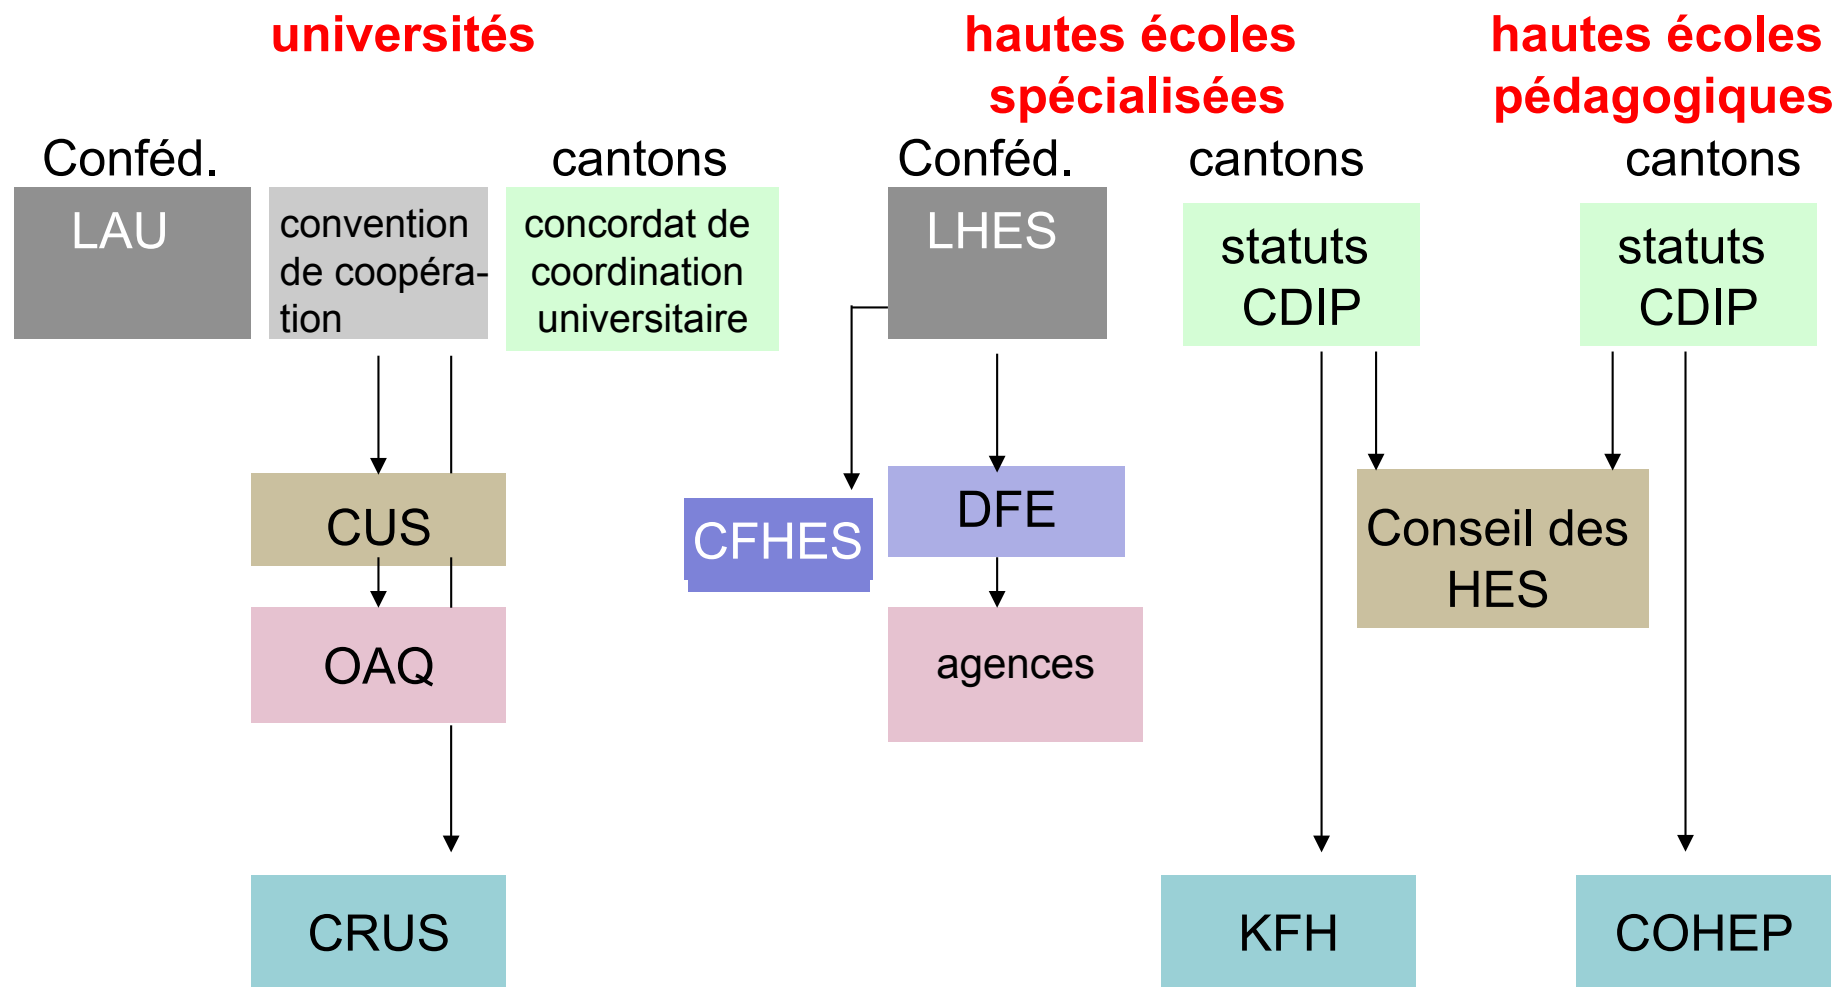 universités
hautes écoles
spécialisées
hautes écoles
pédagogiques
Conféd.
cantons
Conféd.
cantons
cantons
LAU
convention
de coopéra-
tion
concordat de
coordination
universitaire
LHES
statuts
CDIP
statuts
CDIP
CUS
CFHES
DFE
Conseil des
HES
OAQ
agences
CRUS
KFH
COHEP